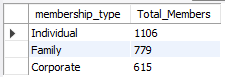 membership_type Total_Members
Individual 1106
Family 779
Corporate 615